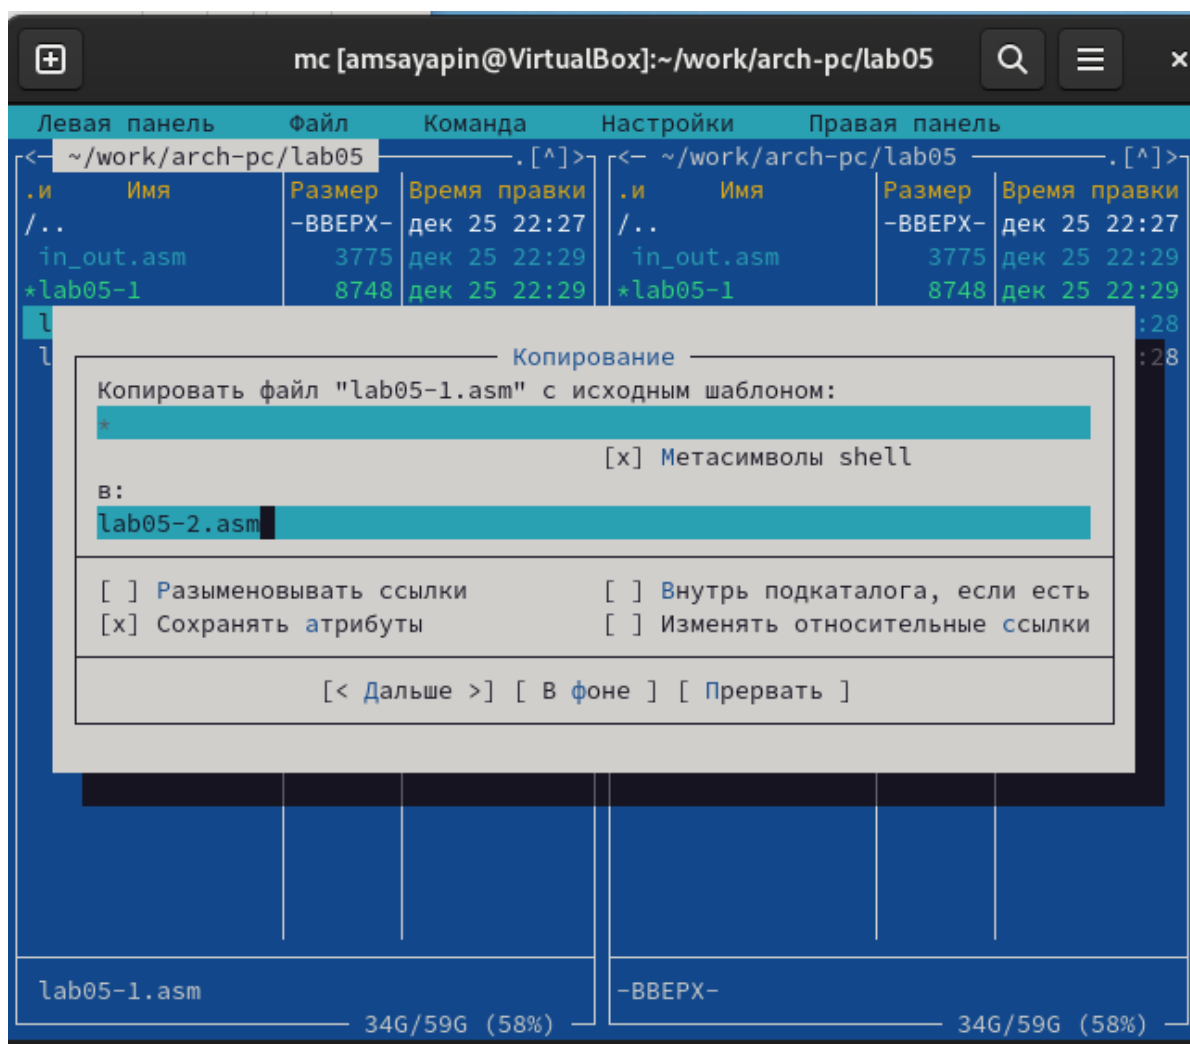 mc [amsayapin@VirtualBox]:~/work/arch-pc/lab05
Левая панель Файл Команда Настройки Правая панель
<— ~/work/arch-pc/lab05 —.[^]> <— ~/work/arch-pc/lab05 —.[^]>
.и Имя Размер Время правки .и Имя Размер Время правки
/.. -ВВЕРХ- дек 25 22:27 /.. -ВВЕРХ- дек 25 22:27
in_out.asm 3775 дек 25 22:29 in_out.asm 3775 дек 25 22:29
*lab05-1 8748 дек 25 22:29 *lab05-1 8748 дек 25 22:29
l :28
l Копирование :28
Копировать файл "lab05-1.asm" с исходным шаблоном:
*
[x] Метасимволы shell
в:
lab05-2.asm
[ ] Разыменовывать ссылки [ ] Внутрь подкаталога, если есть
[x] Сохранять атрибуты [ ] Изменять относительные ссылки
[< Дальше >] [ В фоне ] [ Прервать ]
lab05-1.asm -ВВЕРХ-
34G/59G (58%) 34G/59G (58%)